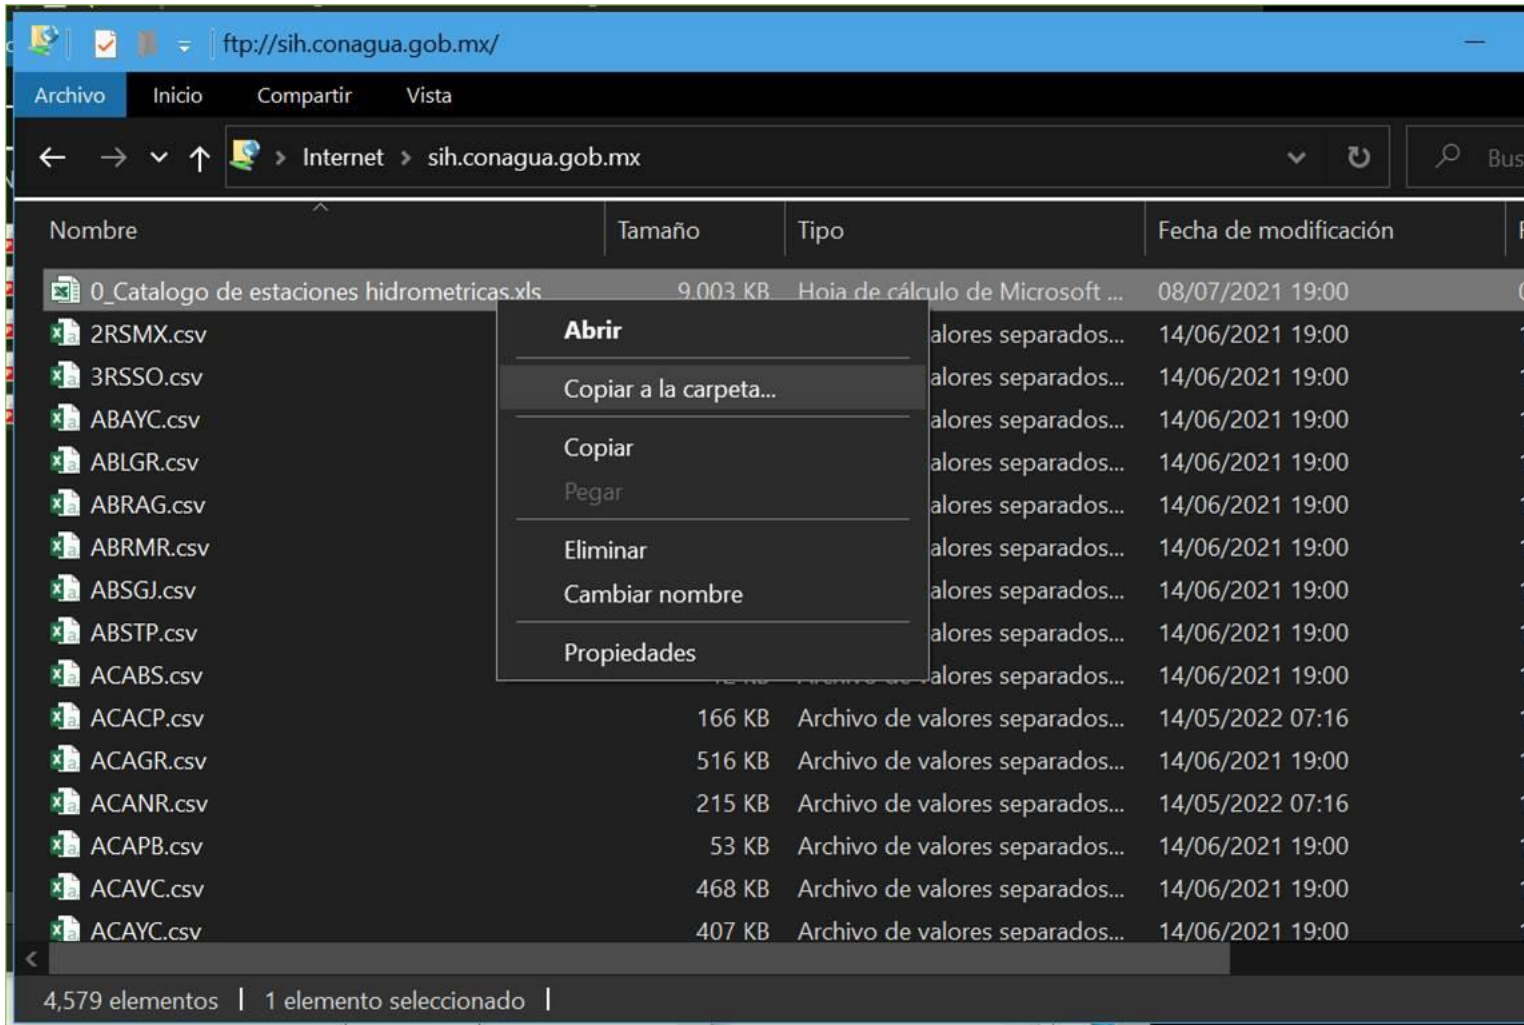 ftp://sih.conagua.gob.mx/
Archivo Inicio Compartir Vista
Internet > sih.conagua.gob.mx Bus
Nombre Tamaño Tipo Fecha de modificación
0_Catalogo de estaciones hidrometricas.xls 9,003 KB Hoja de cálculo de Microsoft ... 08/07/2021 19:00
2RSMX.csv alores separados... 14/06/2021 19:00
3RSSO.csv alores separados... 14/06/2021 19:00
ABAYC.csv alores separados... 14/06/2021 19:00
ABLGR.csv alores separados... 14/06/2021 19:00
ABRAG.csv alores separados... 14/06/2021 19:00
ABRMR.csv alores separados... 14/06/2021 19:00
ABSGJ.csv alores separados... 14/06/2021 19:00
ABSTP.csv alores separados... 14/06/2021 19:00
ACABS.csv alores separados... 14/06/2021 19:00
ACACP.csv 166 KB Archivo de valores separados... 14/05/2022 07:16
ACAGR.csv 516 KB Archivo de valores separados... 14/06/2021 19:00
ACANR.csv 215 KB Archivo de valores separados... 14/05/2022 07:16
ACAPB.csv 53 KB Archivo de valores separados... 14/06/2021 19:00
ACAVC.csv 468 KB Archivo de valores separados... 14/06/2021 19:00
ACAYC.csv 407 KB Archivo de valores separados... 14/06/2021 19:00
Abrir
Copiar a la carpeta...
Copiar
Pegar
Eliminar
Cambiar nombre
Propiedades
4,579 elementos | 1 elemento seleccionado |